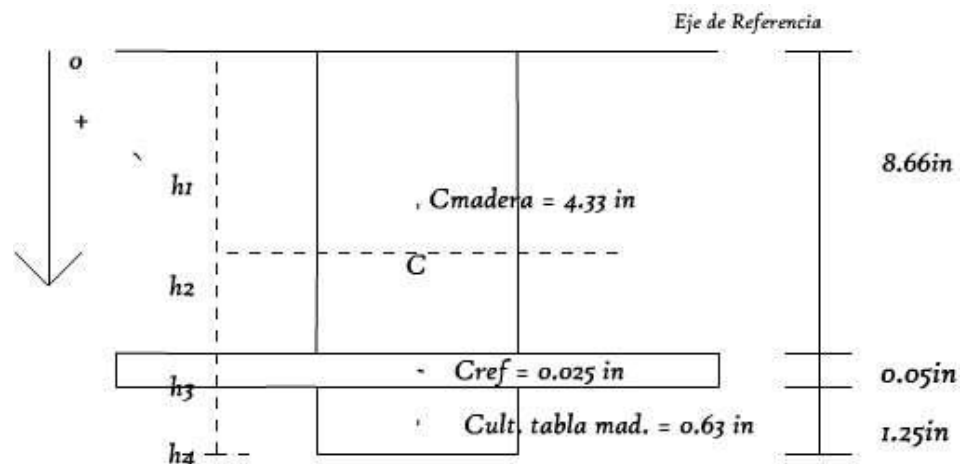 Eje de Referencia
0
+
8.66in
h1
Cmadera = 4.33 in
C
h2
Cref = 0.025 in
0.05in
h3
Cult. tabla mad. = 0.63 in
1.25in
h4